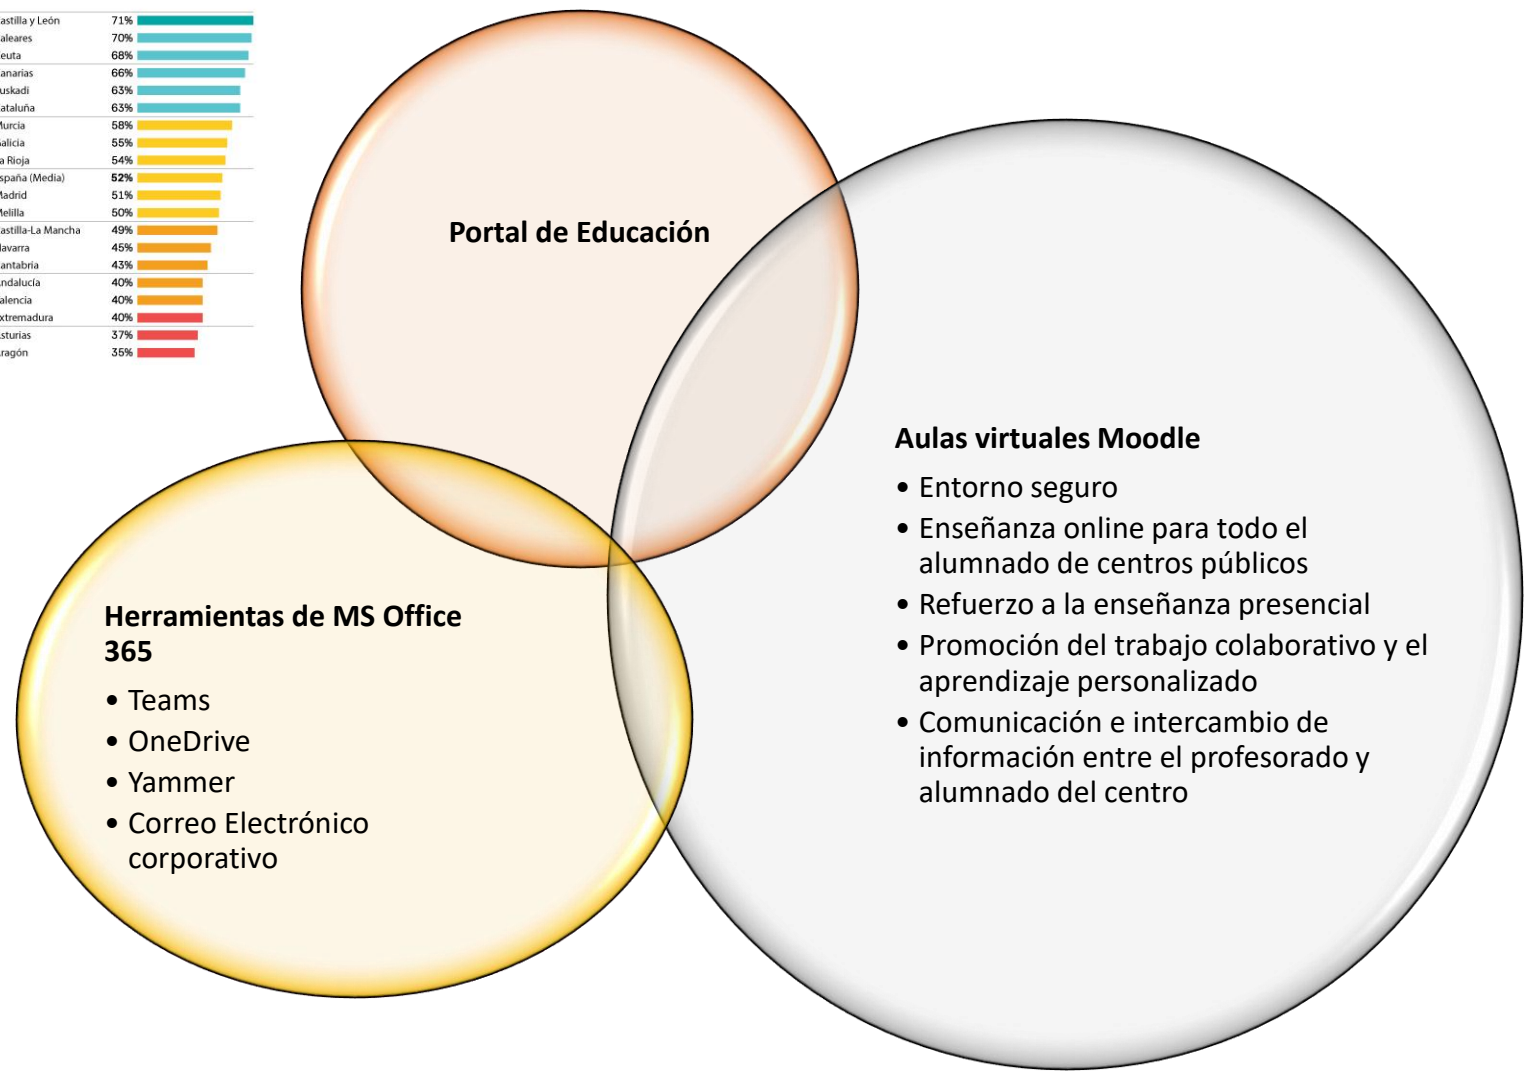 astilla y León 71%
aleares 70%
euta 68%
anarias 66%
uskadi 63%
ataluña 63%
Murcia 58%
alicia 55%
a Rioja 54%
spaña (Media) 52%
Madrid 51%
Melilla 50%
astilla-La Mancha 49%
avarra 45%
antabria 43%
ndalucía 40%
alencia 40%
xtremadura 40%
sturias 37%
ragón 35%
Portal de Educación
Aulas virtuales Moodle
• Entorno seguro
• Enseñanza online para todo el
alumnado de centros públicos
• Refuerzo a la enseñanza presencial
• Promoción del trabajo colaborativo y el
aprendizaje personalizado
• Comunicación e intercambio de
información entre el profesorado y
alumnado del centro
Herramientas de MS Office
365
• Teams
• OneDrive
• Yammer
• Correo Electrónico
corporativo